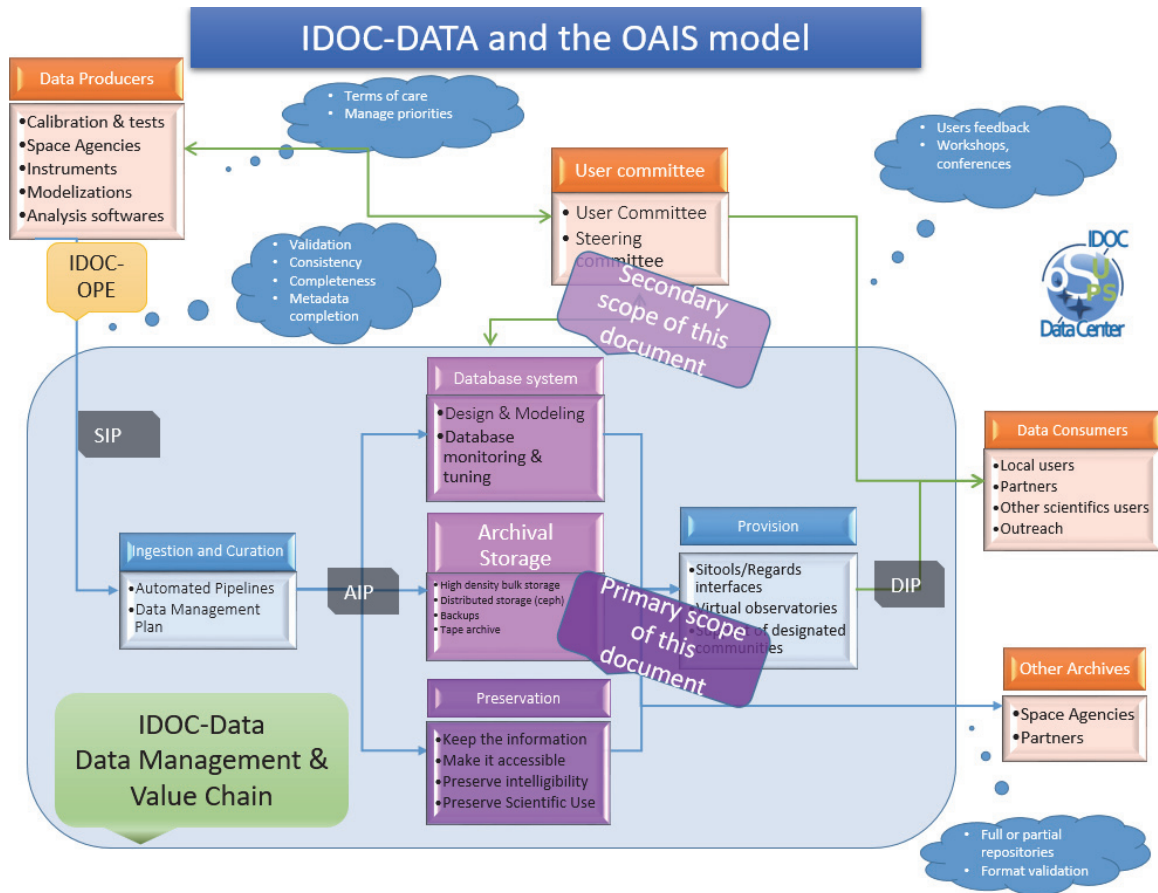 IDOC-DATA and the OAIS model
Data Producers
•Calibration & tests
•Space Agencies
•Instruments
•Modelizations
•Analysis softwares
• Terms of care
• Manage priorities
• Users feedback
• Workshops,
conferences
User committee
• User Committee
• Steering
committee
IDOC-
OPE
• Validation
• Consistency
• Completeness
• Metadata
completion
IDOC
OSUPS
Data Center
Secondary
scope of this
document
Database system
•Design & Modeling
•Database
monitoring &
tuning
SIP
Data Consumers
•Local users
•Partners
•Other scientifics users
•Outreach
Ingestion and Curation
•Automated Pipelines
•Data Management
Plan
AIP
Archival
Storage
•High density bulk storage
•Distributed storage (ceph)
•Backups
•Tape archive
Provision
•Sitools/Regards
interfaces
•Virtual observatories
of designated
communities
DIP
Primary scope
of this
document
Preservation
•Keep the information
•Make it accessible
•Preserve intelligibility
•Preserve Scientific Use
Other Archives
•Space Agencies
•Partners
IDOC-Data
Data Management &
Value Chain
• Full or partial
repositories
• Format validation